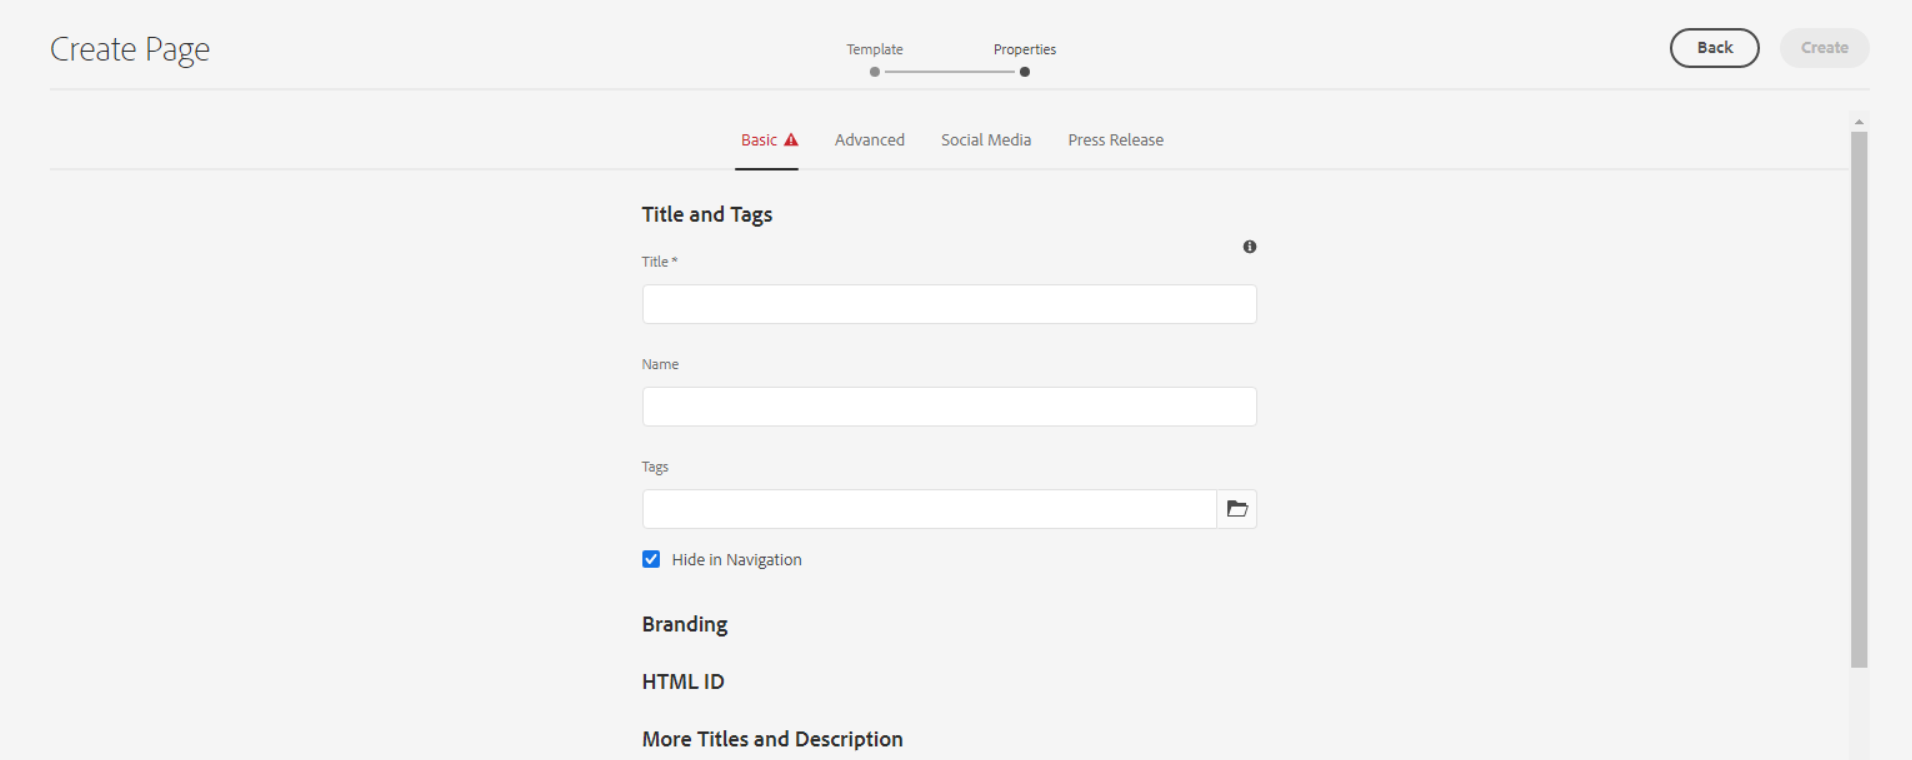 Create Page
Template
Properties
Back
Create
Basic
Advanced
Social Media
Press Release
Title and Tags
Title *
Name
Tags
Hide in Navigation
Branding
HTML ID
More Titles and Description